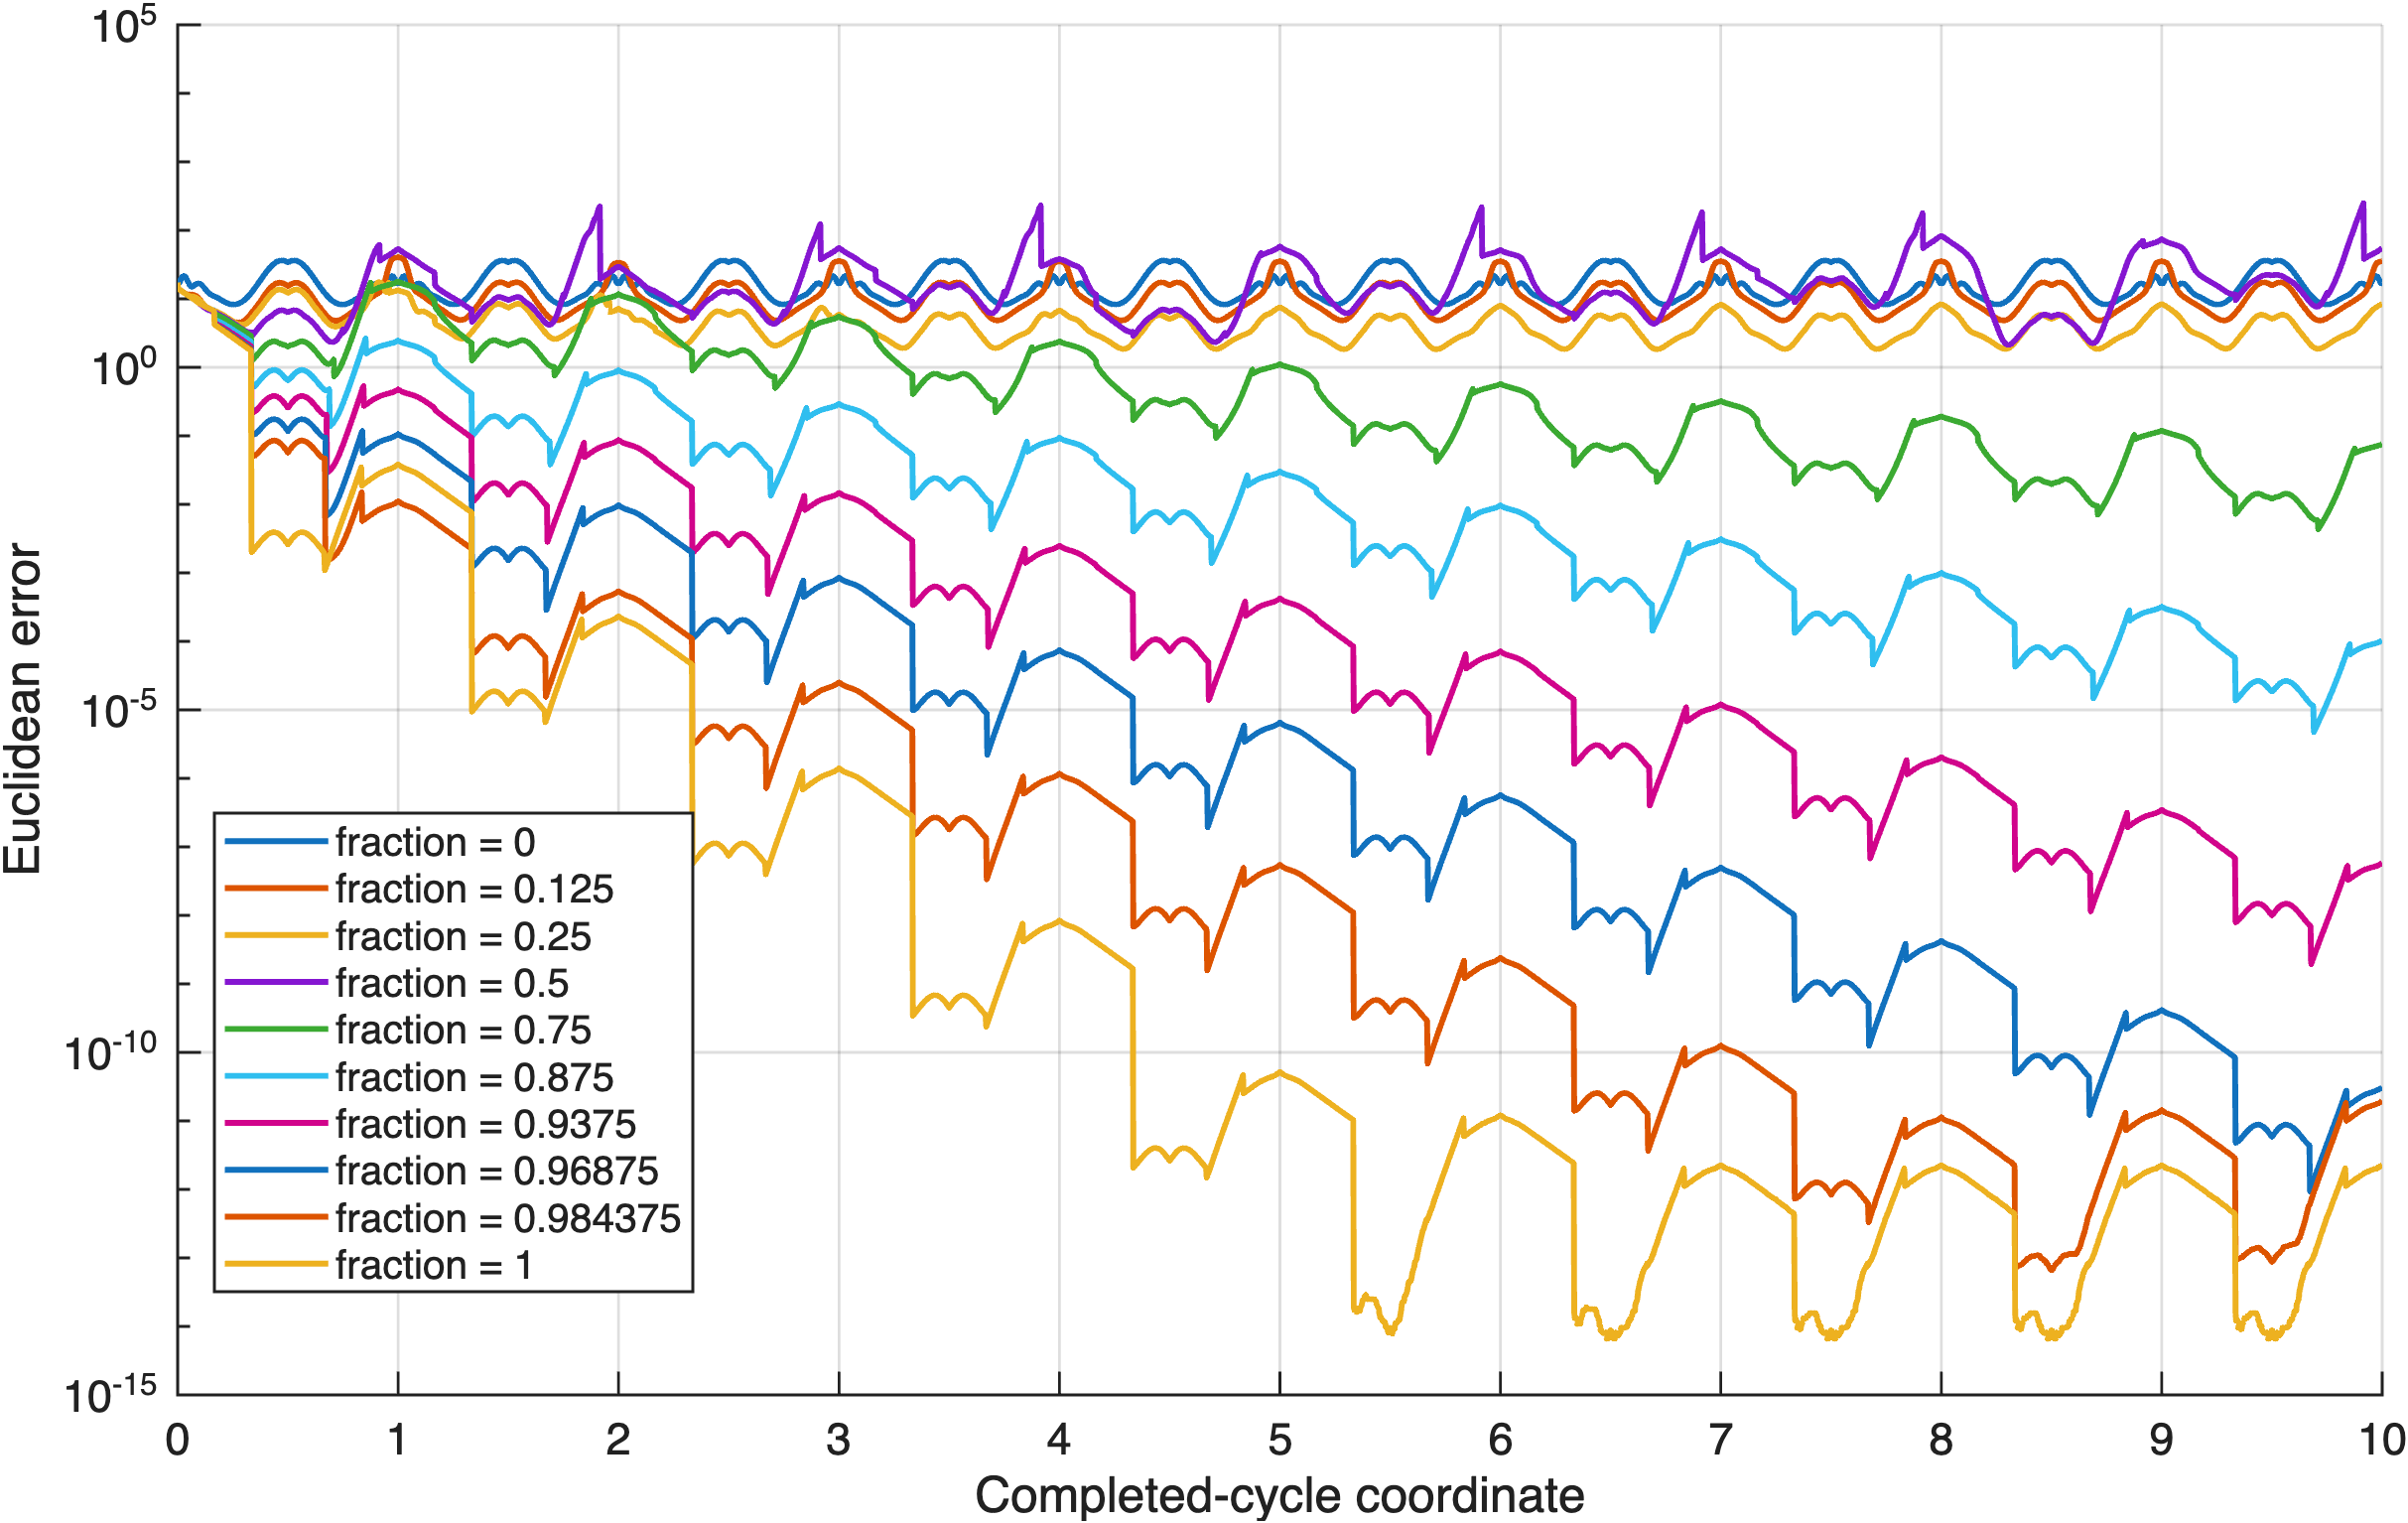 10^5
10^0
10^-5
10^-10
10^-15
Euclidean error
fraction = 0
fraction = 0.125
fraction = 0.25
fraction = 0.5
fraction = 0.75
fraction = 0.875
fraction = 0.9375
fraction = 0.96875
fraction = 0.984375
fraction = 1
0 1 2 3 4 5 6 7 8 9 10
Completed-cycle coordinate